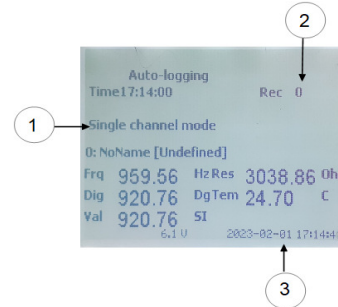 2
Auto-logging
Time17:14:00 Rec 0
1
Single channel mode
0: NoName [Undefined]
Frq 959.56 Hz Res 3038.86 Oh
Dig 920.76 Dg Tem 24.70 C
Val 920.76 SI
6.1 V 2023-02-01 17:14:4
3